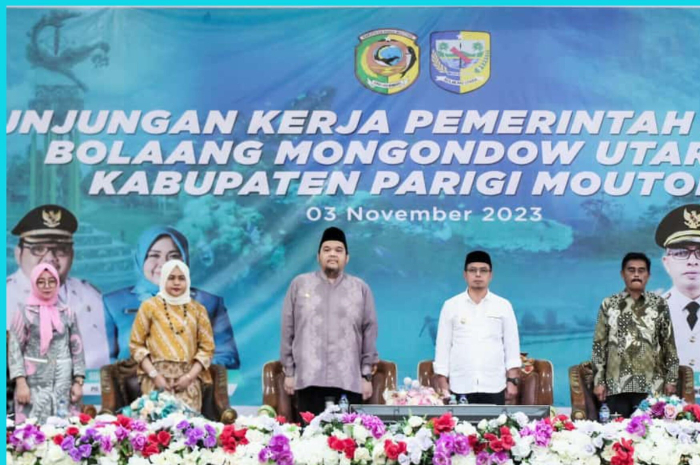 UNJUNGAN KERJA PEMERINTAH
BOLAANG MONGONDOW UTAR
KABUPATEN PARIGI MOUTO
03 November 2023